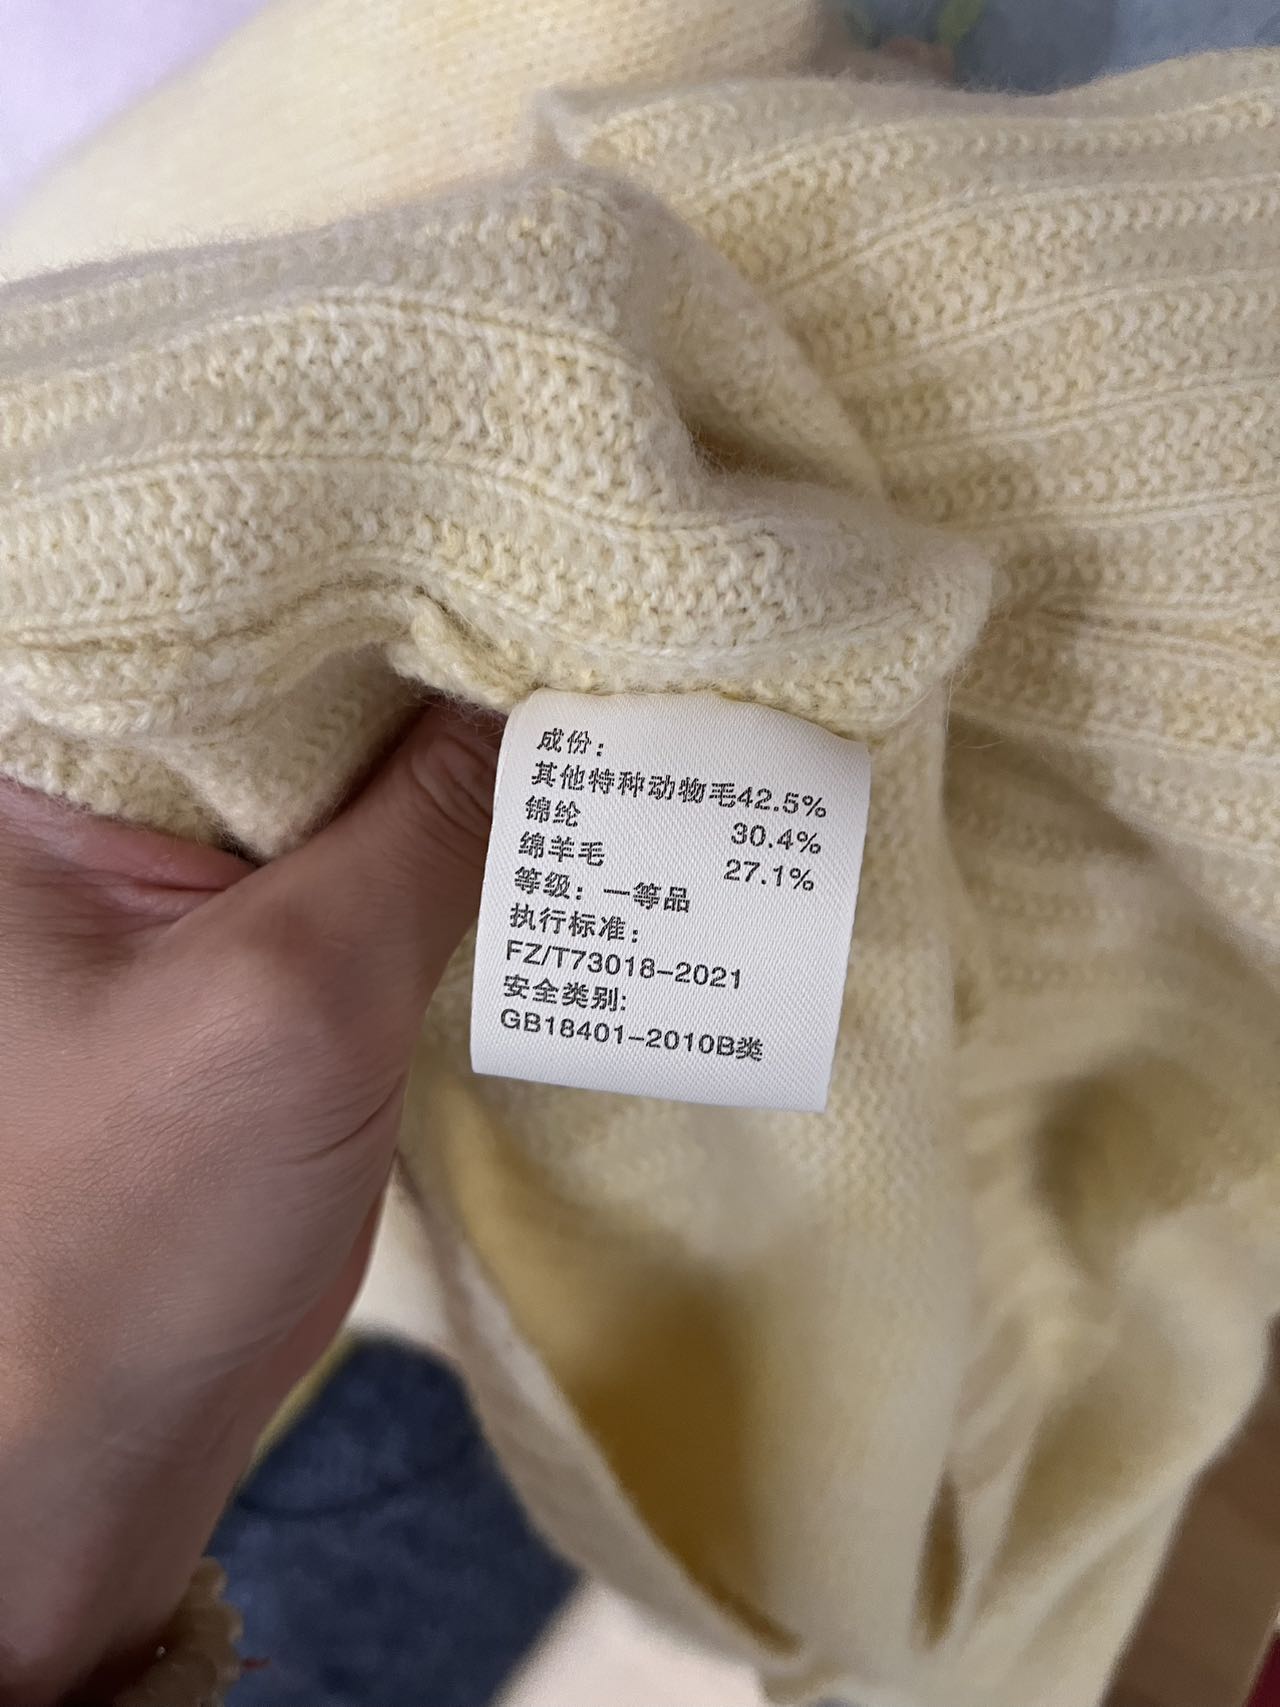 成份：
其他特种动物毛42.5%
锦纶 30.4%
绵羊毛 27.1%
等级：一等品
执行标准：
FZ/T73018-2021
安全类别:
GB18401-2010B类